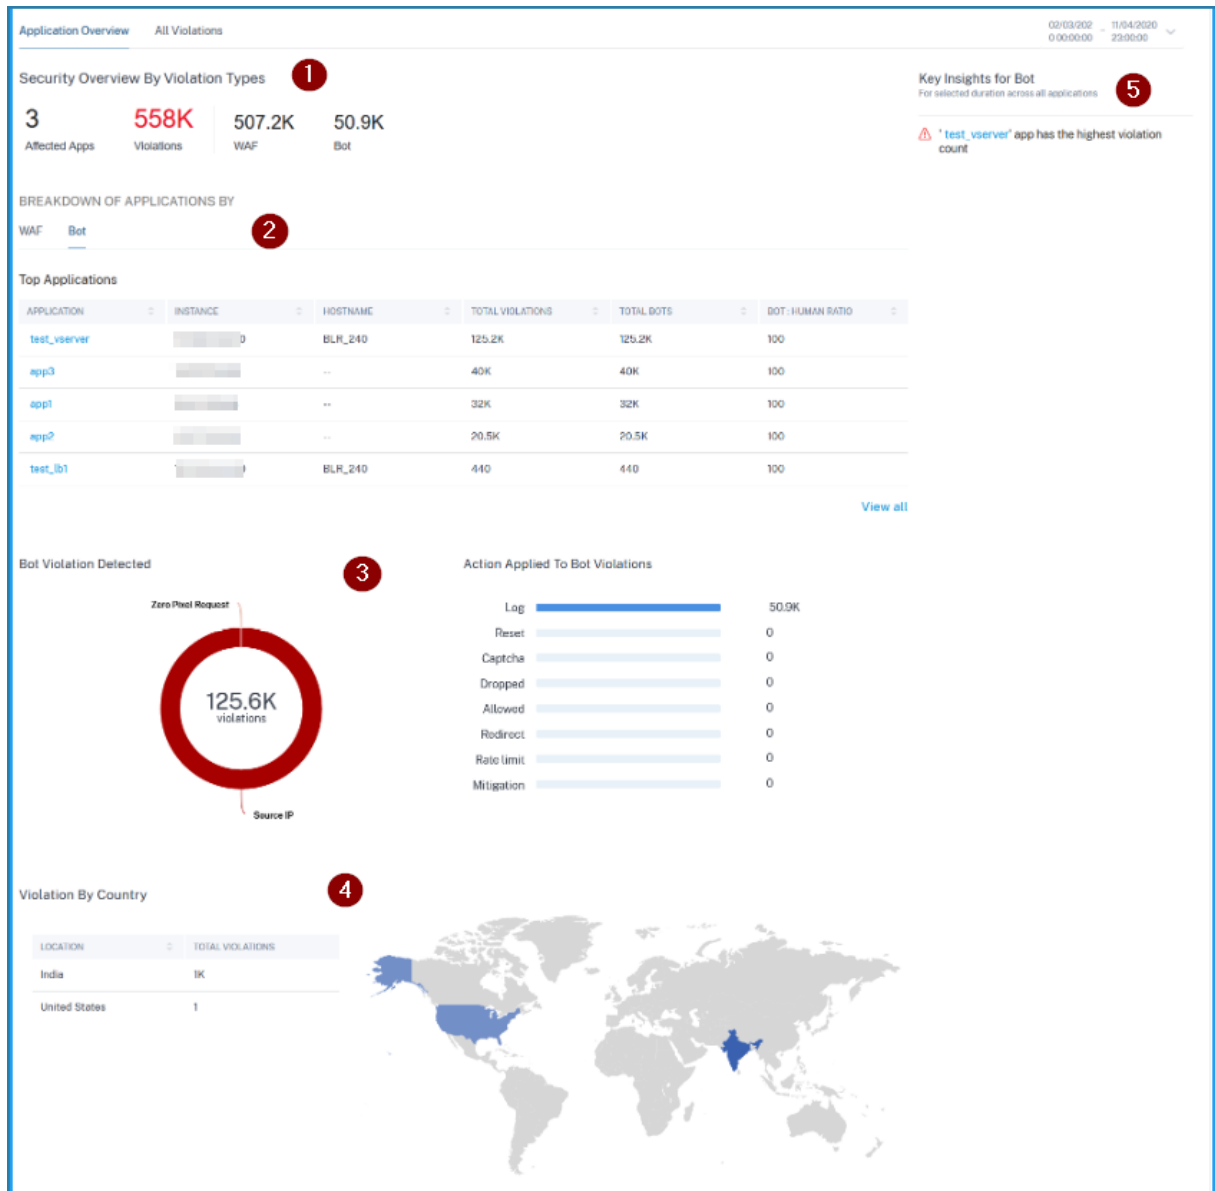 Application Overview All Violations
02/03/202 - 11/04/2020
0 00:00:00 23:00:00
Security Overview By Violation Types 1
Key Insights for Bot
For selected duration across all applications
5
3 558K 507.2K 50.9K
Affected Apps Violations WAF Bot
' test_vserver' app has the highest violation
count
BREAKDOWN OF APPLICATIONS BY
WAF Bot 2
Top Applications
APPLICATION INSTANCE HOSTNAME TOTAL VIOLATIONS TOTAL BOTS BOT : HUMAN RATIO
test_vserver 0 BLR_240 125.2K 125.2K 100
app3 -- 40K 40K 100
app1 -- 32K 32K 100
app2 -- 20.5K 20.5K 100
test_lb1 BLR_240 440 440 100
View all
Bot Violation Detected 3
Zero Pixel Request
125.6K
violations
Source IP
Action Applied To Bot Violations
Log 50.9K
Reset 0
Captcha 0
Dropped 0
Allowed 0
Redirect 0
Rate limit 0
Mitigation 0
Violation By Country 4
LOCATION TOTAL VIOLATIONS
India 1K
United States 1